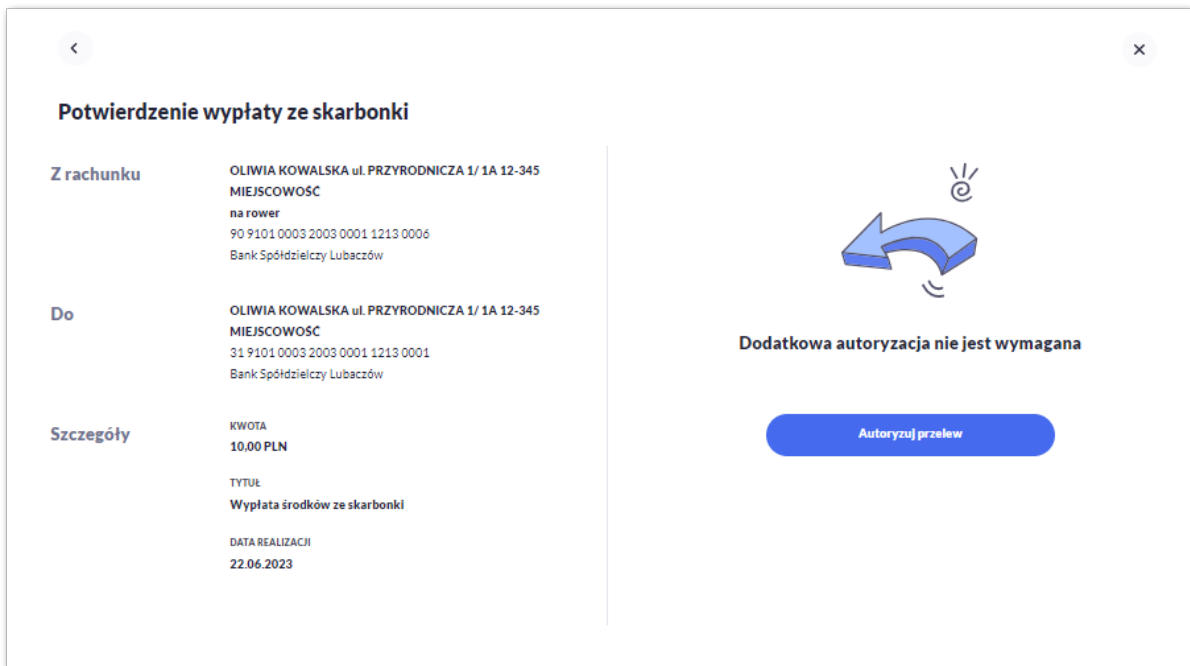 Potwierdzenie wypłaty ze skarbonki
Z rachunku
OLIWIA KOWALSKA ul. PRZYRODNICZA 1/ 1A 12-345
MIEJSCOWOŚĆ
na rower
90 9101 0003 2003 0001 1213 0006
Bank Spółdzielczy Lubaczów
Do
OLIWIA KOWALSKA ul. PRZYRODNICZA 1/ 1A 12-345
MIEJSCOWOŚĆ
31 9101 0003 2003 0001 1213 0001
Bank Spółdzielczy Lubaczów
Szczegóły
KWOTA
10,00 PLN
TYTUŁ
Wypłata środków ze skarbonki
DATA REALIZACJI
22.06.2023
Dodatkowa autoryzacja nie jest wymagana
Autoryzuj przelew